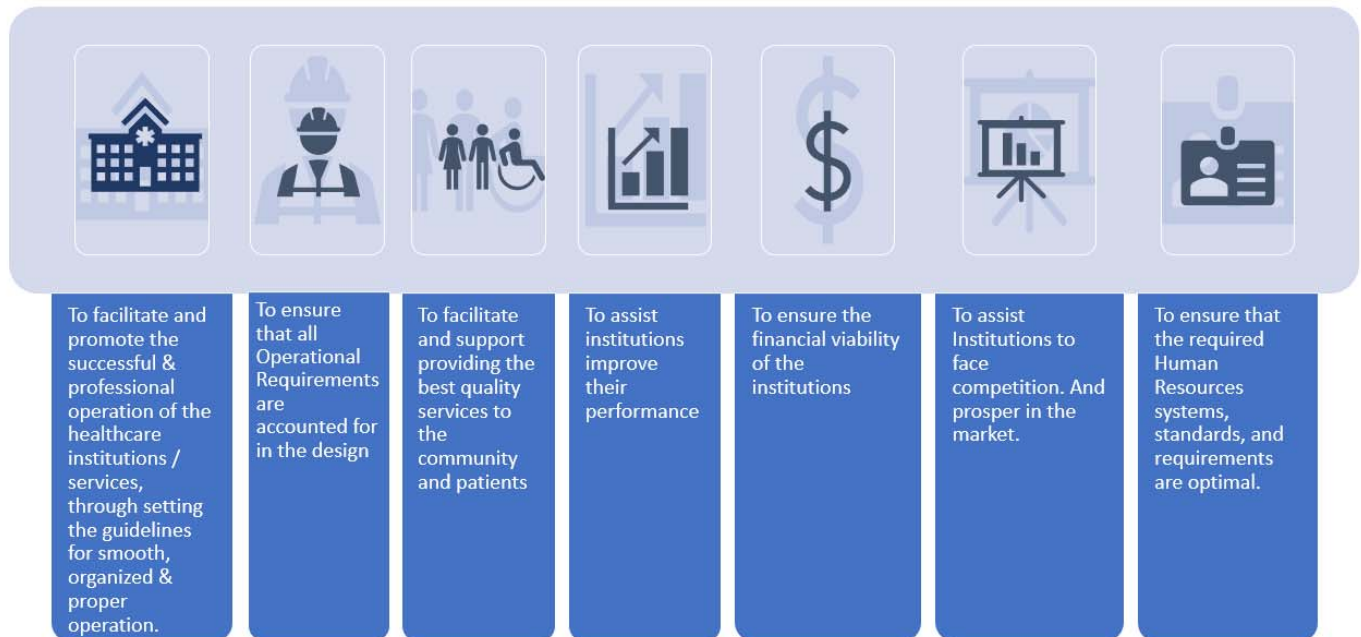 To facilitate and
promote the
successful &
professional
operation of the
healthcare
institutions /
services,
through setting
the guidelines
for smooth,
organized &
proper
operation.
To ensure
that all
Operational
Requirements
are
accounted for
in the design
To facilitate
and support
providing the
best quality
services to
the
community
and patients
To assist
institutions
improve
their
performance
To ensure the
financial viability
of the
institutions
To assist
Institutions to
face
competition. And
prosper in the
market.
To ensure that
the required
Human
Resources
systems,
standards, and
requirements
are optimal.